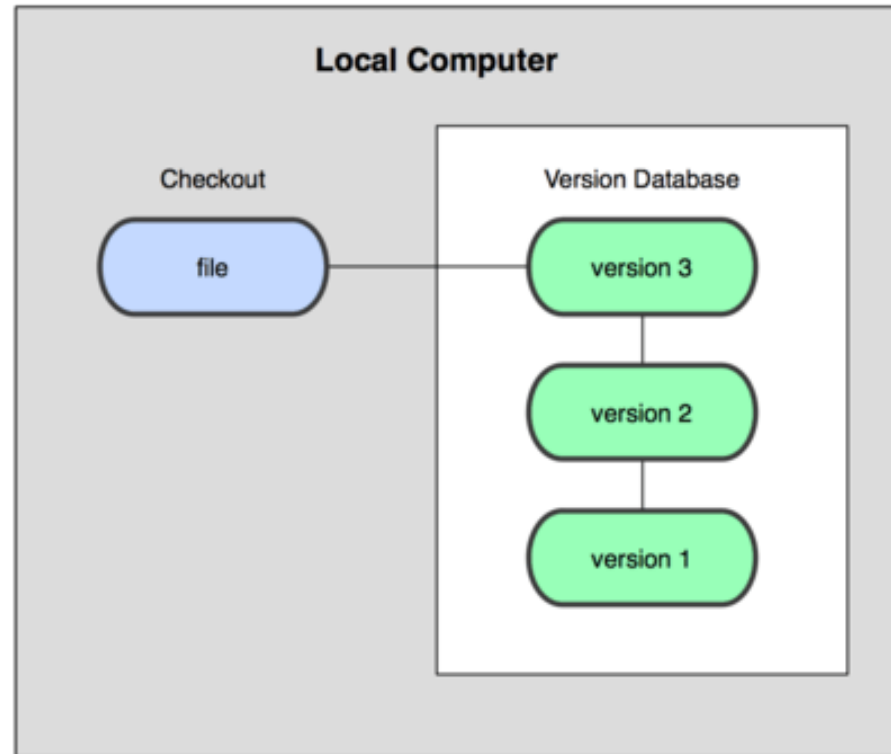 Local Computer
Checkout
Version Database
file
version 3
version 2
version 1